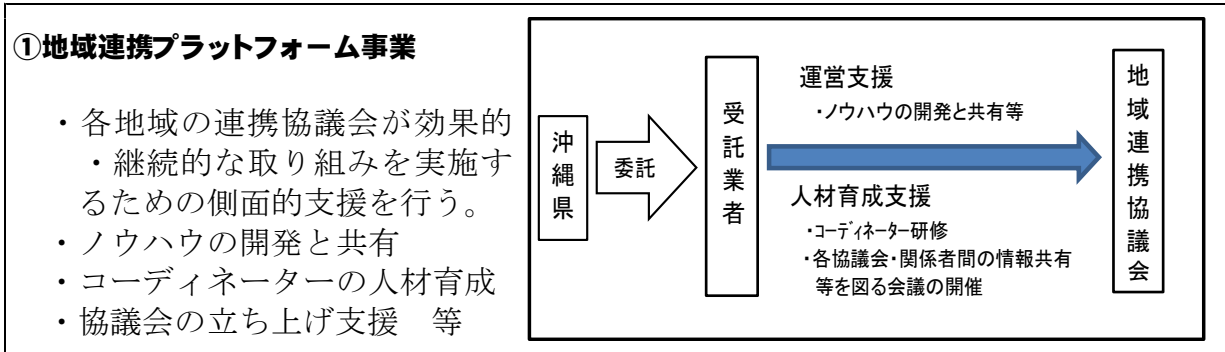 ①地域連携プラットフォーム事業
・各地域の連携協議会が効果的
・継続的な取り組みを実施す
るための側面的支援を行う。
・ノウハウの開発と共有
・コーディネーターの人材育成
・協議会の立ち上げ支援　等
沖縄県
委託
受託業者
運営支援
・ノウハウの開発と共有等
人材育成支援
・ｺｰﾃﾞｨﾈｰﾀｰ研修
・各協議会・関係者間の情報共有
等を図る会議の開催
地域連携協議会